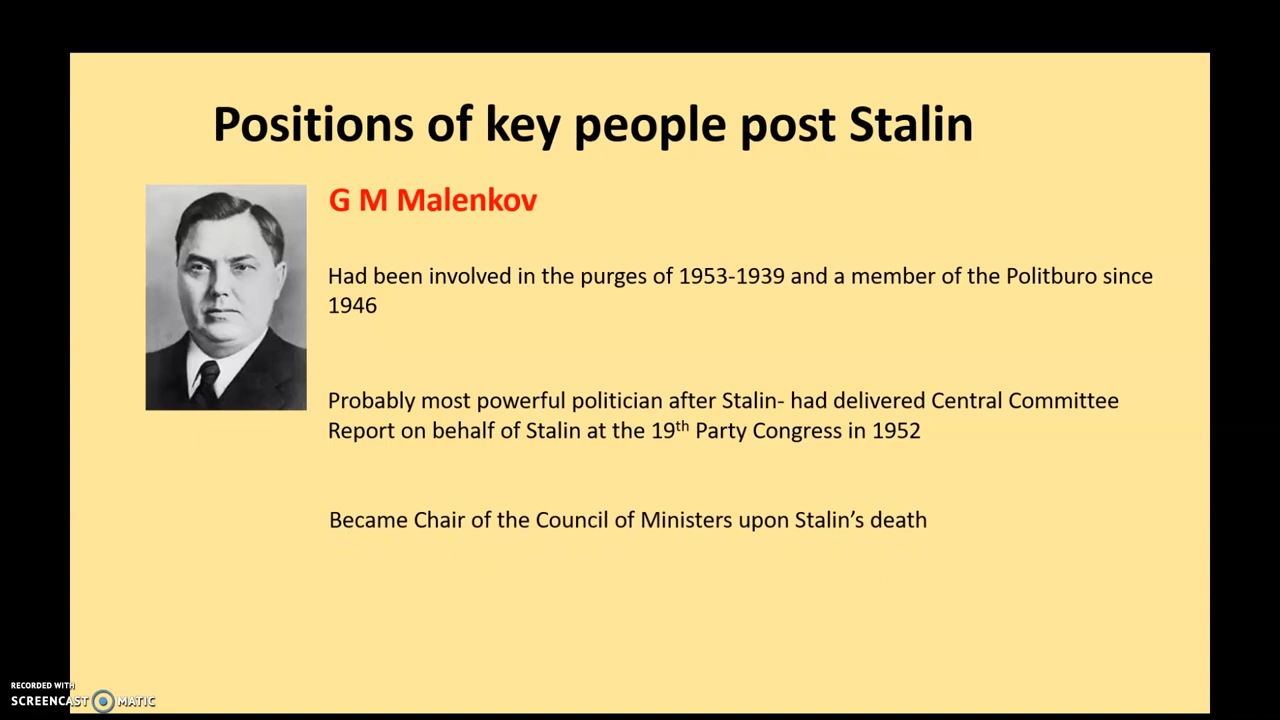 Positions of key people post Stalin
G M Malenkov
Had been involved in the purges of 1953-1939 and a member of the Politburo since
1946
Probably most powerful politician after Stalin- had delivered Central Committee
Report on behalf of Stalin at the 19th Party Congress in 1952
Became Chair of the Council of Ministers upon Stalin’s death
RECORDED WITH
SCREENCAST MATIC